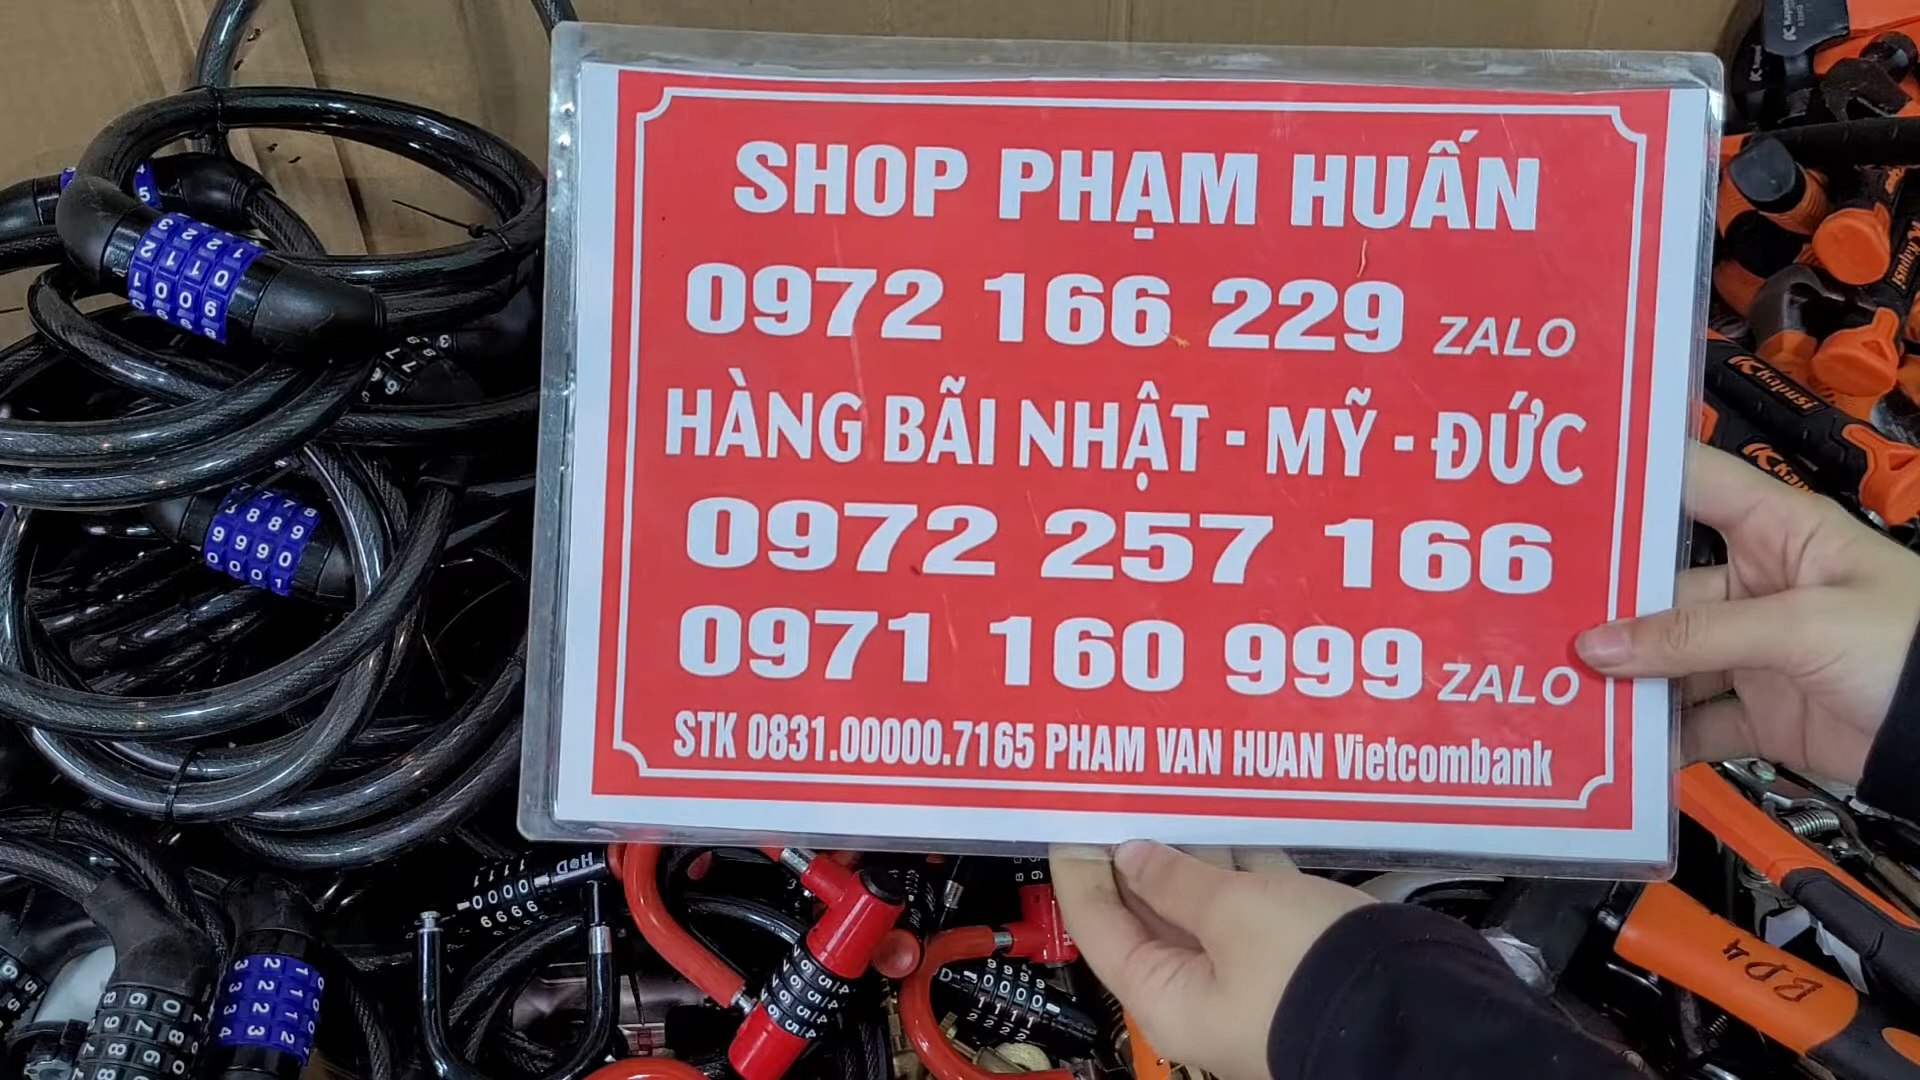 SHOP PHẠM HUẤN
0972 166 229 ZALO
HÀNG BÃI NHẬT - MỸ - ĐỨC
0972 257 166
0971 160 999 ZALO
STK 0831.00000.7165 PHAM VAN HUAN Vietcombank
BD4